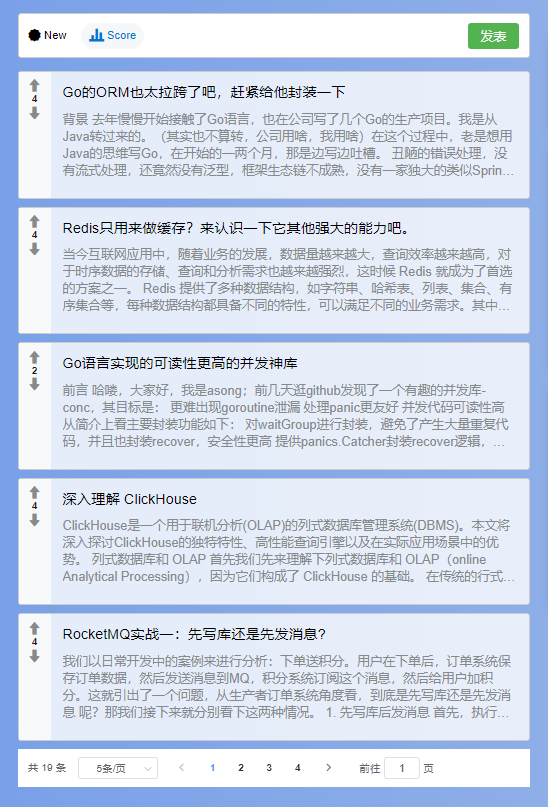 New Score 发表
4
Go的ORM也太拉跨了吧，赶紧给他封装一下
背景 去年慢慢开始接触了Go语言，也在公司写了几个Go的生产项目。我是从
Java转过来的。（其实也不算转，公司用啥，我用啥）在这个过程中，老是想用
Java的思维写Go，在开始的一两个月，那是边写边吐槽。 丑陋的错误处理，没
有流式处理，还竟然没有泛型，框架生态链不成熟，没有一家独大的类似Sprin...
4
Redis只用来做缓存？来认识一下它其他强大的能力吧。
当今互联网应用中，随着业务的发展，数据量越来越大，查询效率越来越高，对
于时序数据的存储、查询和分析需求也越来越强烈，这时候 Redis 就成为了首选
的方案之一。 Redis 提供了多种数据结构，如字符串、哈希表、列表、集合、有
序集合等，每种数据结构都具备不同的特性，可以满足不同的业务需求。其中...
2
Go语言实现的可读性更高的并发神库
前言 哈喽，大家好，我是asong；前几天逛github发现了一个有趣的并发库-
conc，其目标是： 更难出现goroutine泄漏 处理panic更友好 并发代码可读性高
从简介上看主要封装功能如下： 对waitGroup进行封装，避免了产生大量重复代
码，并且也封装recover，安全性更高 提供panics.Catcher封装recover逻辑，...
4
深入理解 ClickHouse
ClickHouse是一个用于联机分析(OLAP)的列式数据库管理系统(DBMS)。本文将
深入探讨ClickHouse的独特特性、高性能查询引擎以及在实际应用场景中的优
势。 列式数据库和 OLAP 首先我们先来理解下列式数据库和 OLAP（online
Analytical Processing），因为它们构成了 ClickHouse 的基础。 在传统的行式...
4
RocketMQ实战一：先写库还是先发消息？
我们以日常开发中的案例来进行分析：下单送积分。用户在下单后，订单系统保
存订单数据，然后发送消息到MQ，积分系统订阅这个消息，然后给用户加积
分。这就引出了一个问题，从生产者订单系统角度看，到底是先写库还是先发消
息 呢？那我们接下来就分别看下这两种情况。 1. 先写库后发消息 首先，执行...
共 19 条 5条/页 1 2 3 4 前往 1 页